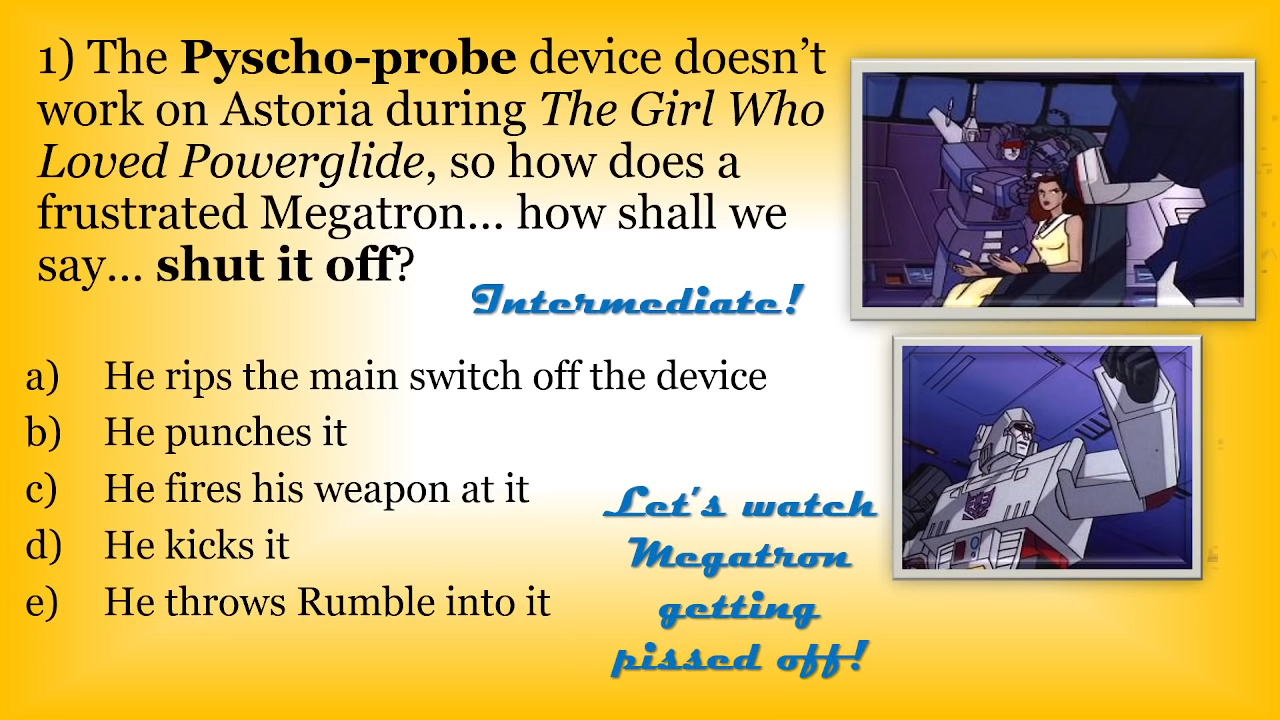 1) The Pyscho-probe device doesn’t
work on Astoria during The Girl Who
Loved Powerglide, so how does a
frustrated Megatron… how shall we
say… shut it off?
Intermediate!
a) He rips the main switch off the device
b) He punches it
c) He fires his weapon at it
d) He kicks it
e) He throws Rumble into it
Let’s watch
Megatron
getting
pissed off!